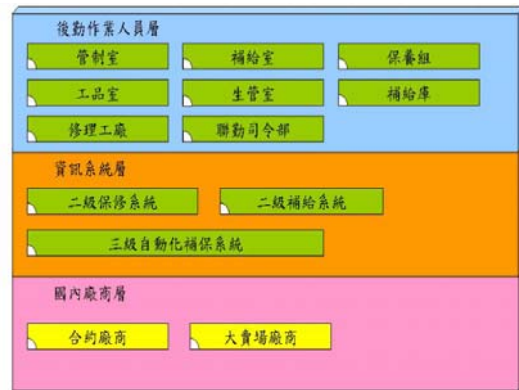 後勤作業人員層
管制室 補給室 保養組
工品室 生管室 補給庫
修理工廠 聯勤司令部
資訊系統層
二級保修系統 二級補給系統
三級自動化補保系統
國內廠商層
合約廠商 大賣場廠商